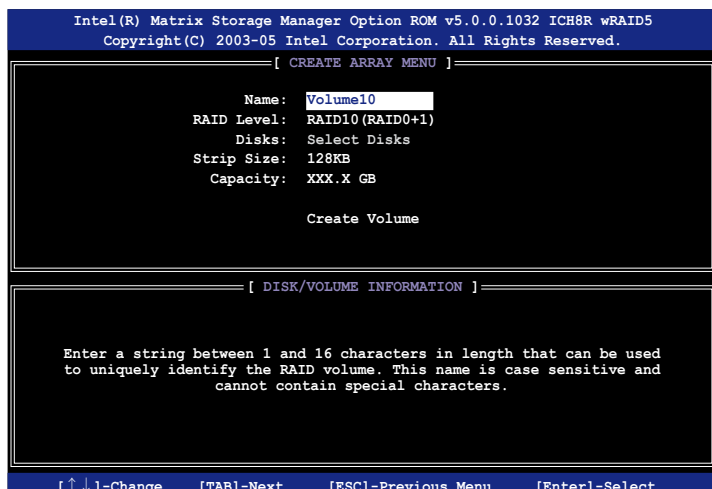 Intel(R) Matrix Storage Manager Option ROM v5.0.0.1032 ICH8R wRAID5
Copyright(C) 2003-05 Intel Corporation. All Rights Reserved.
[ CREATE ARRAY MENU ]
Name: Volume10
RAID Level: RAID10(RAID0+1)
Disks: Select Disks
Strip Size: 128KB
Capacity: XXX.X GB
Create Volume
[ DISK/VOLUME INFORMATION ]
Enter a string between 1 and 16 characters in length that can be used
to uniquely identify the RAID volume. This name is case sensitive and
cannot contain special characters.
[↑↓]-Change [TAB]-Next [ESC]-Previous Menu [Enter]-Select